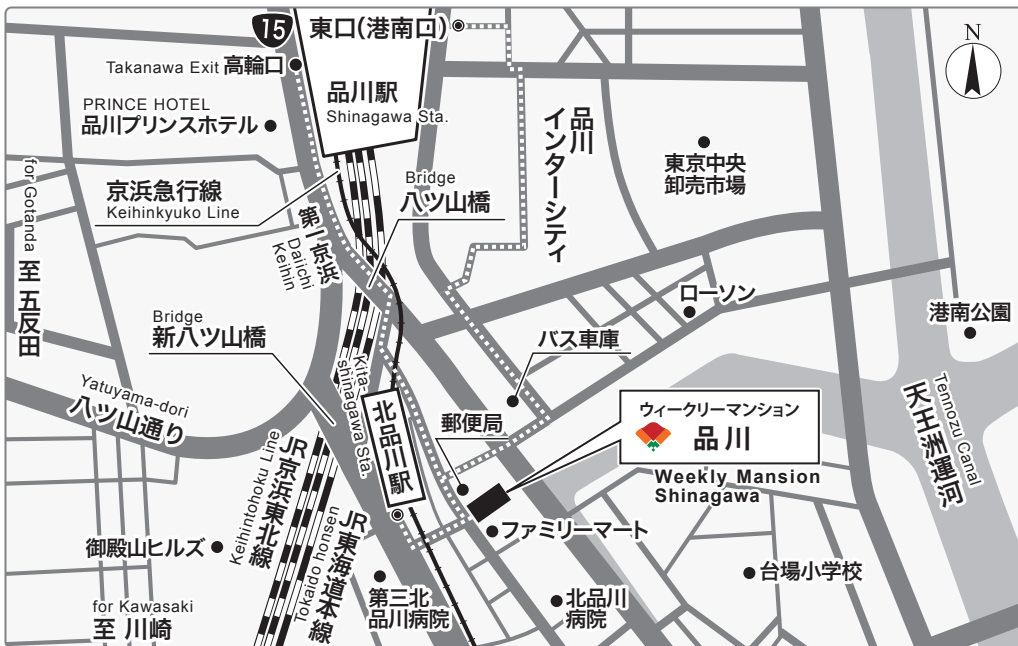 15
東口(港南口)
N
Takanawa Exit 高輪口
品川駅
Shinagawa Sta.
PRINCE HOTEL
品川プリンスホテル
品川
インターシティ
東京中央
卸売市場
京浜急行線
Keihinkyuko Line
Bridge
八ツ山橋
for Gotanda
至 五反田
第一京浜
Daiichi
Keihin
ローソン
港南公園
Bridge
新八ツ山橋
バス車庫
Yatuyama-dori
八ツ山通り
Kita-
shinagawa Sta.
北品川駅
郵便局
ウィークリーマンション
品川
Weekly Mansion
Shinagawa
Tennozu Canal
天王洲運河
JR京浜東北線
Keihintohoku Line
JR東海道本線
Tokaido honsen
ファミリーマート
御殿山ヒルズ
台場小学校
for Kawasaki
至 川崎
第三北
品川病院
北品川
病院